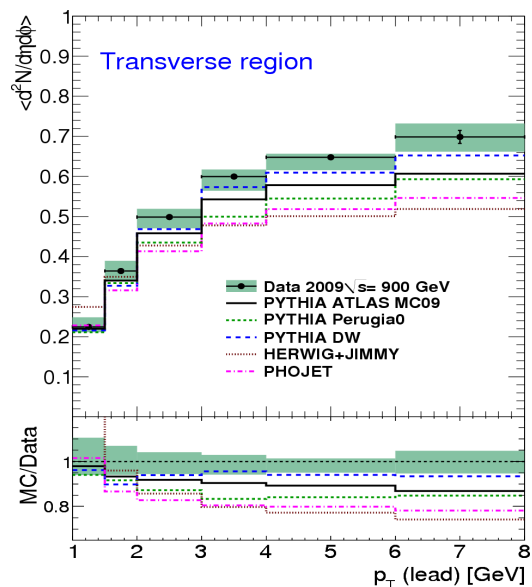 <d²N/dηdϕ>
1
0.9
0.8
0.7
0.6
0.5
0.4
0.3
0.2
0.1
Transverse region
Data 2009 √s= 900 GeV
PYTHIA ATLAS MC09
PYTHIA Perugia0
PYTHIA DW
HERWIG+JIMMY
PHOJET
MC/Data
1
0.8
1 2 3 4 5 6 7 8
p_T (lead) [GeV]